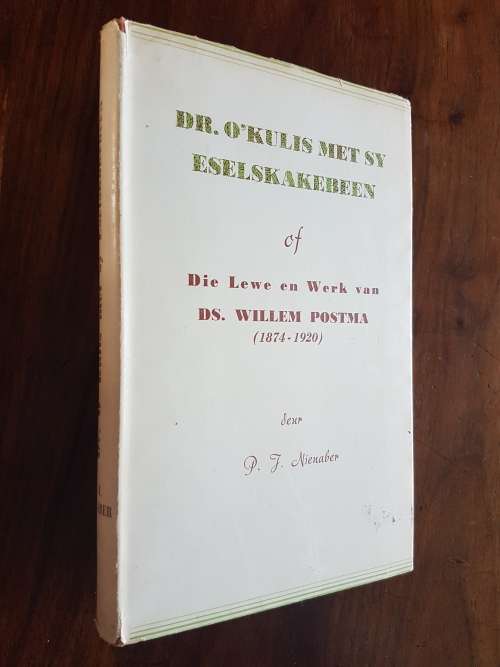 DR. O'KULIS MET SY
ESELSKAKEBEEN
of
Die Lewe en Werk van
DS. WILLEM POSTMA
(1874-1920)
deur
P. J. Nienaber